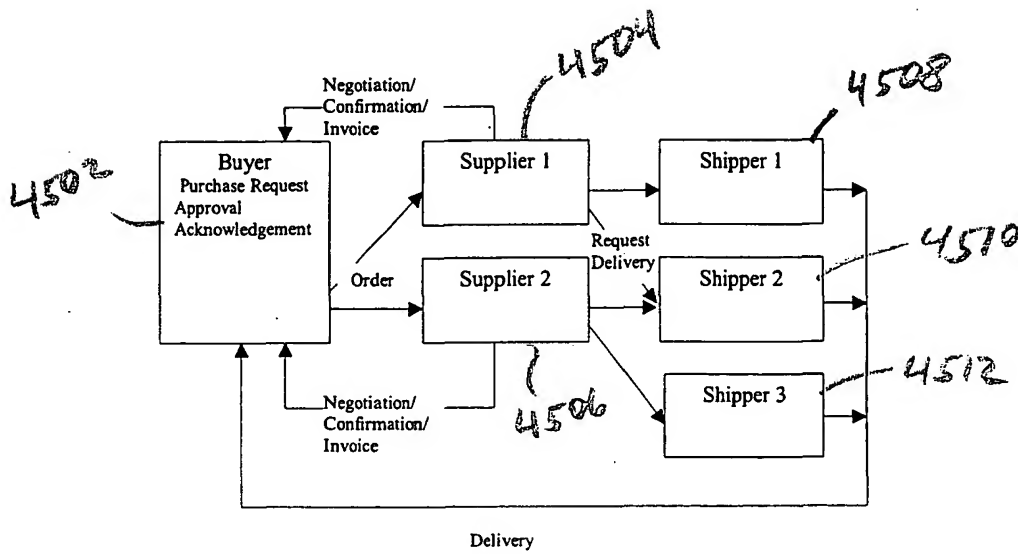 4504
4508
Negotiation/
Confirmation/
Invoice
Buyer
Purchase Request
Approval
Acknowledgement
4502
Supplier 1
Shipper 1
Order
Request
Delivery
4510
Supplier 2
Shipper 2
Negotiation/
Confirmation/
Invoice
4506
Shipper 3
4512
Delivery